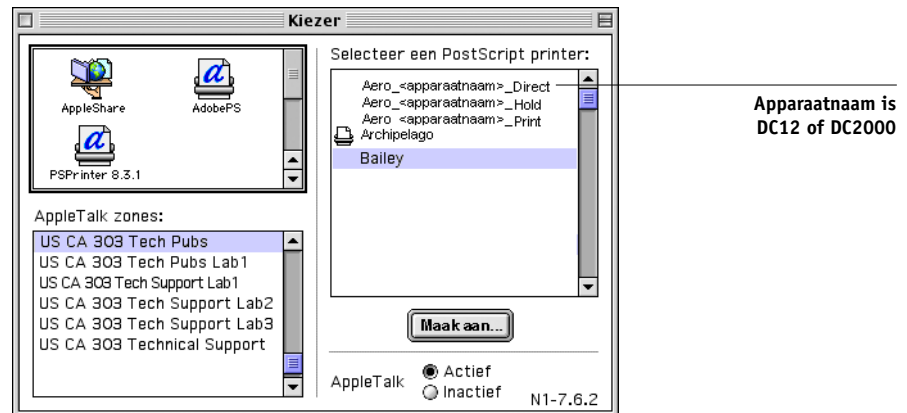 Kiezer
AppleShare
AdobePS
PSPrinter 8.3.1
AppleTalk zones:
US CA 303 Tech Pubs
US CA 303 Tech Pubs Lab1
US CA 303 Tech Support Lab1
US CA 303 Tech Support Lab2
US CA 303 Tech Support Lab3
US CA 303 Technical Support
Selecteer een PostScript printer:
Aero_<apparaatnaam>_Direct
Aero_<apparaatnaam>_Hold
Aero <apparaatnaam>_Print
Archipelago
Bailey
Maak aan...
AppleTalk
Actief
Inactief
N1-7.6.2
Apparaatnaam is
DC12 of DC2000